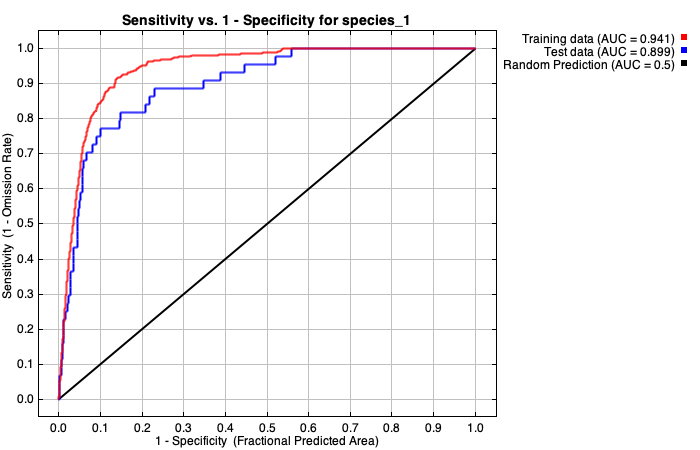 Sensitivity vs. 1 - Specificity for species_1
Training data (AUC = 0.941)
Test data (AUC = 0.899)
Random Prediction (AUC = 0.5)
Sensitivity (1 - Omission Rate)
1.0
0.9
0.8
0.7
0.6
0.5
0.4
0.3
0.2
0.1
0.0
0.0 0.1 0.2 0.3 0.4 0.5 0.6 0.7 0.8 0.9 1.0
1 - Specificity (Fractional Predicted Area)